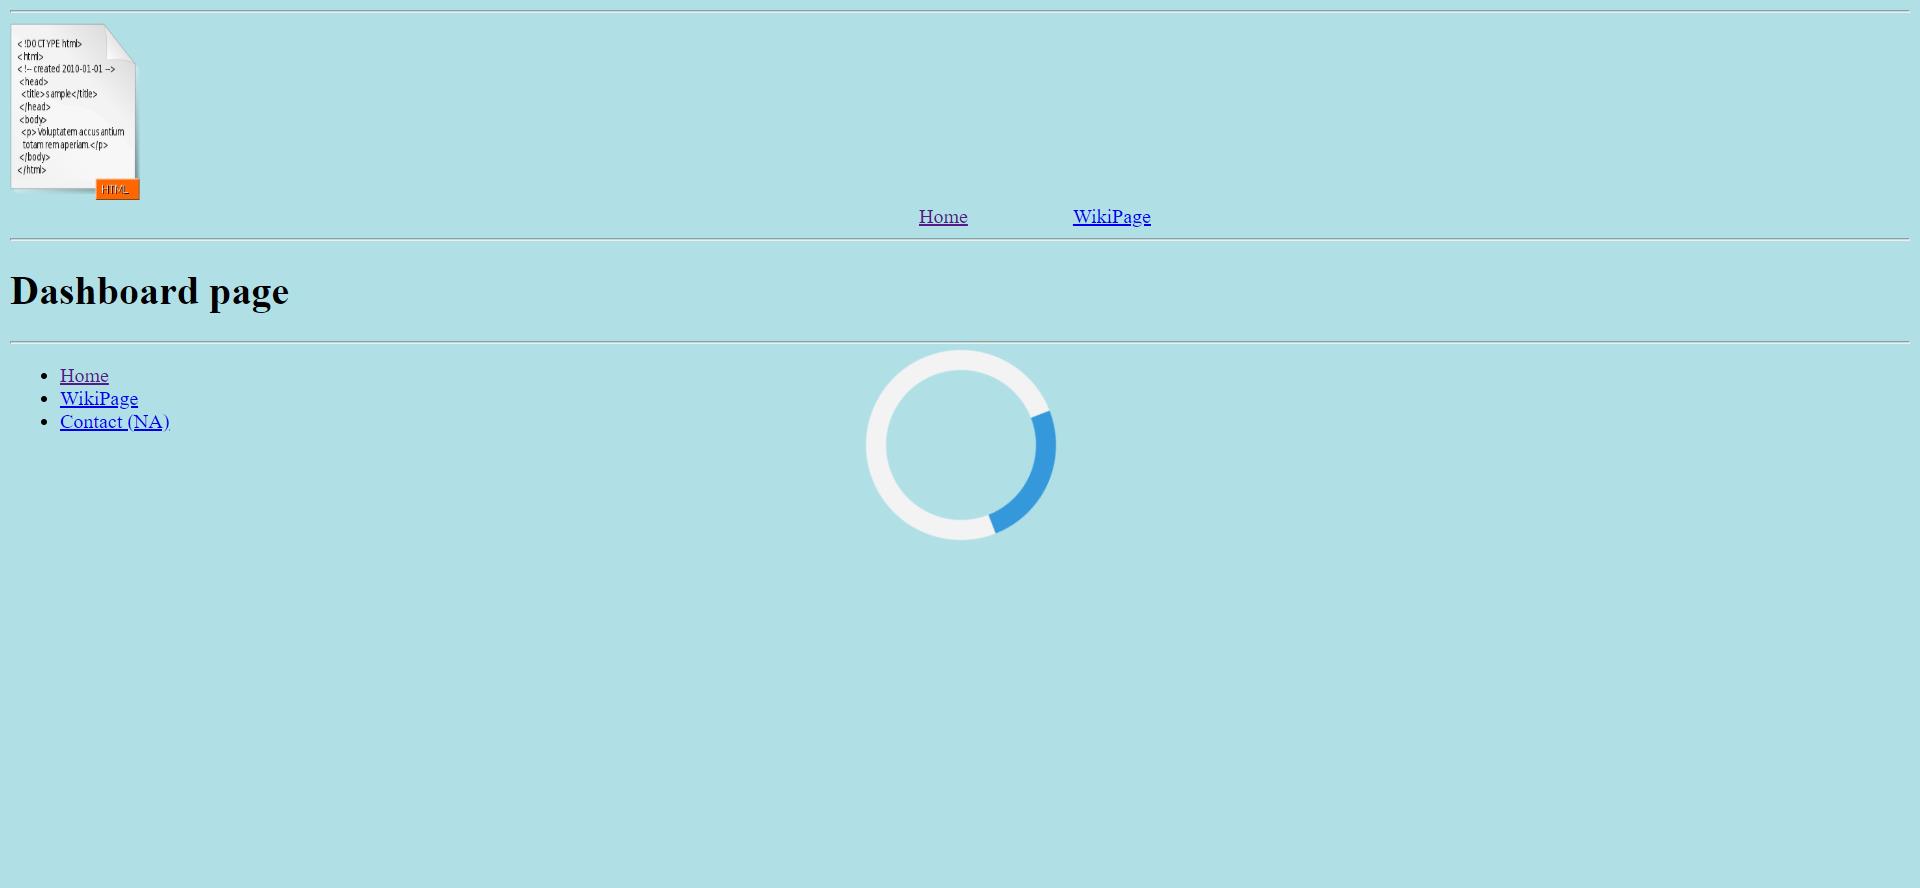 <!DOCTYPE html>
<html>
<!-- created 2010-01-01 -->
<head>
<title>sample</title>
</head>
<body>
<p>Voluptatem accusantium
totam rem aperiam.</p>
</body>
</html>
HTML
Home WikiPage
Dashboard page
Home
WikiPage
Contact (NA)